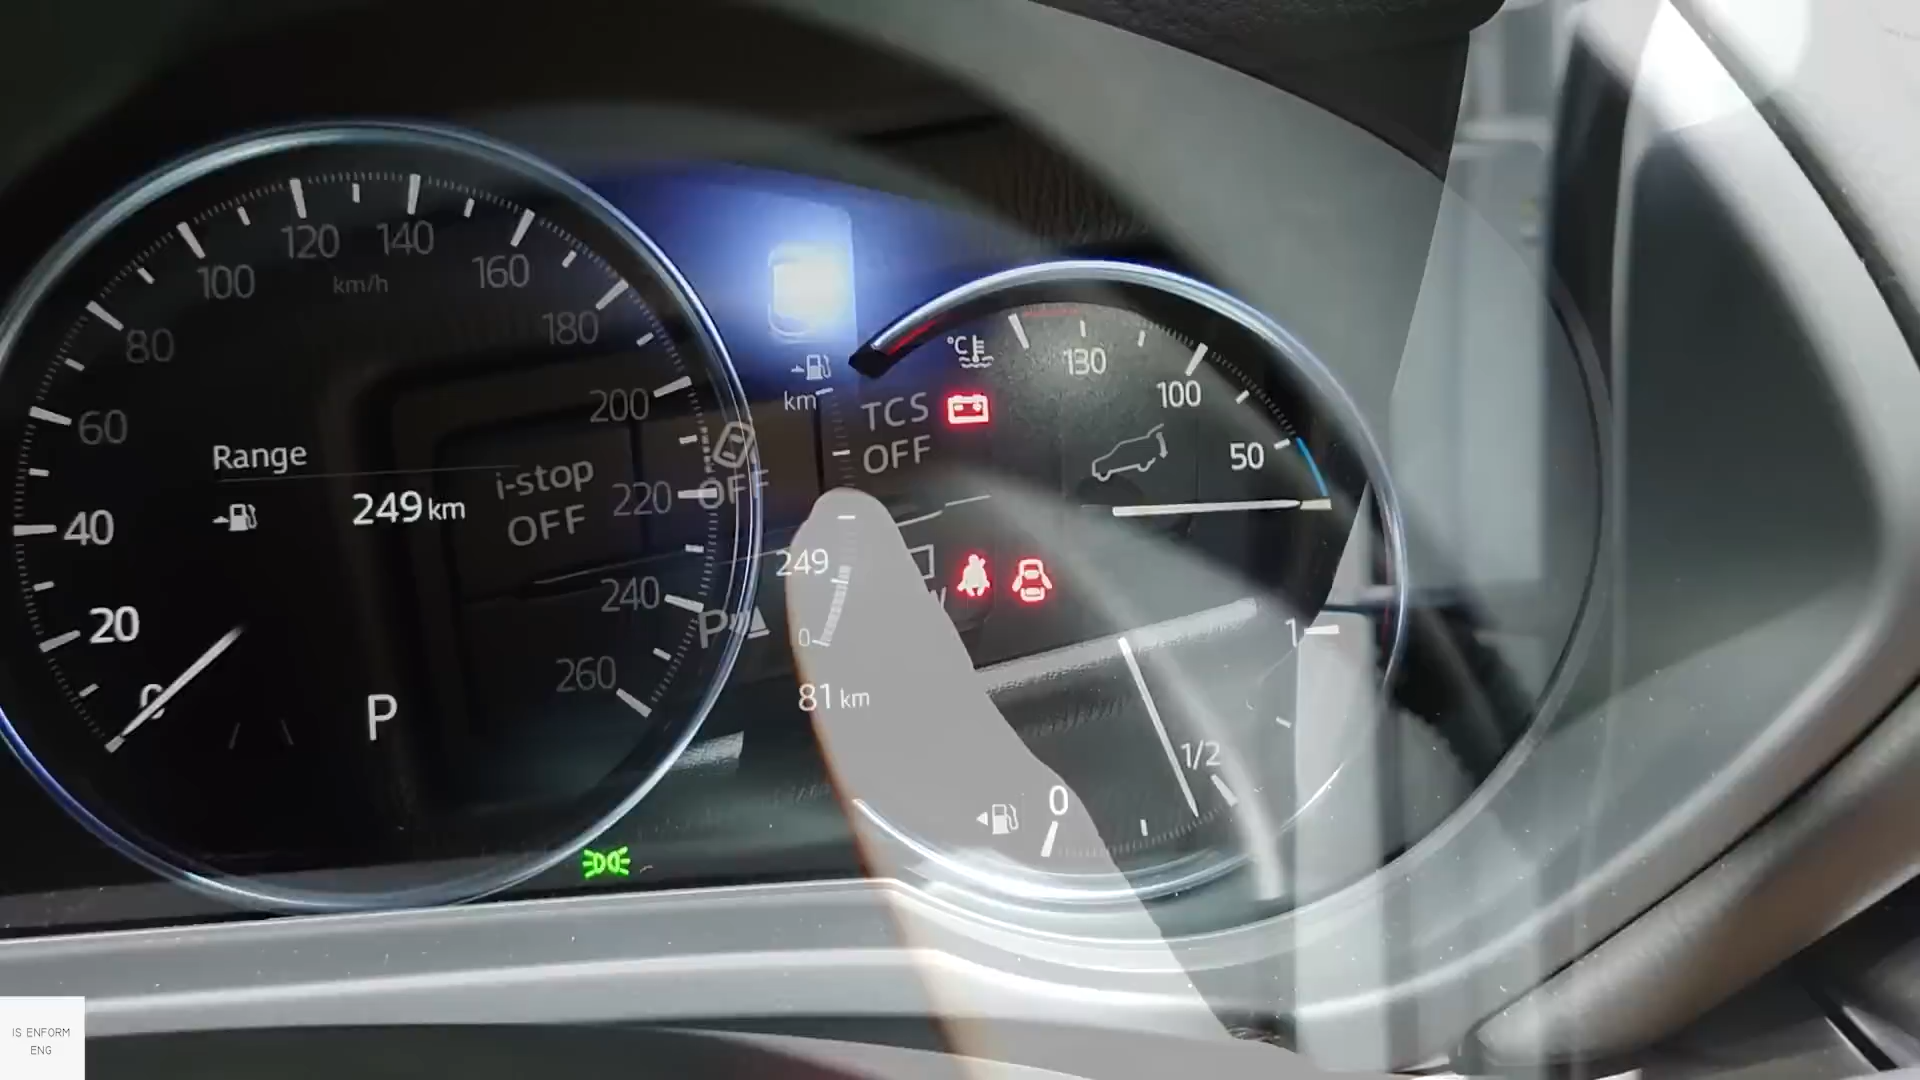 120 140
km/h
100
160
80
180
60
200
Range
249 km
i-stop
OFF
220
40
240
20
260
0
P
km
TCS
OFF
OFF
249
0
81 km
P
°C
130
100
50
1
1/2
0
IS ENFORM
ENG